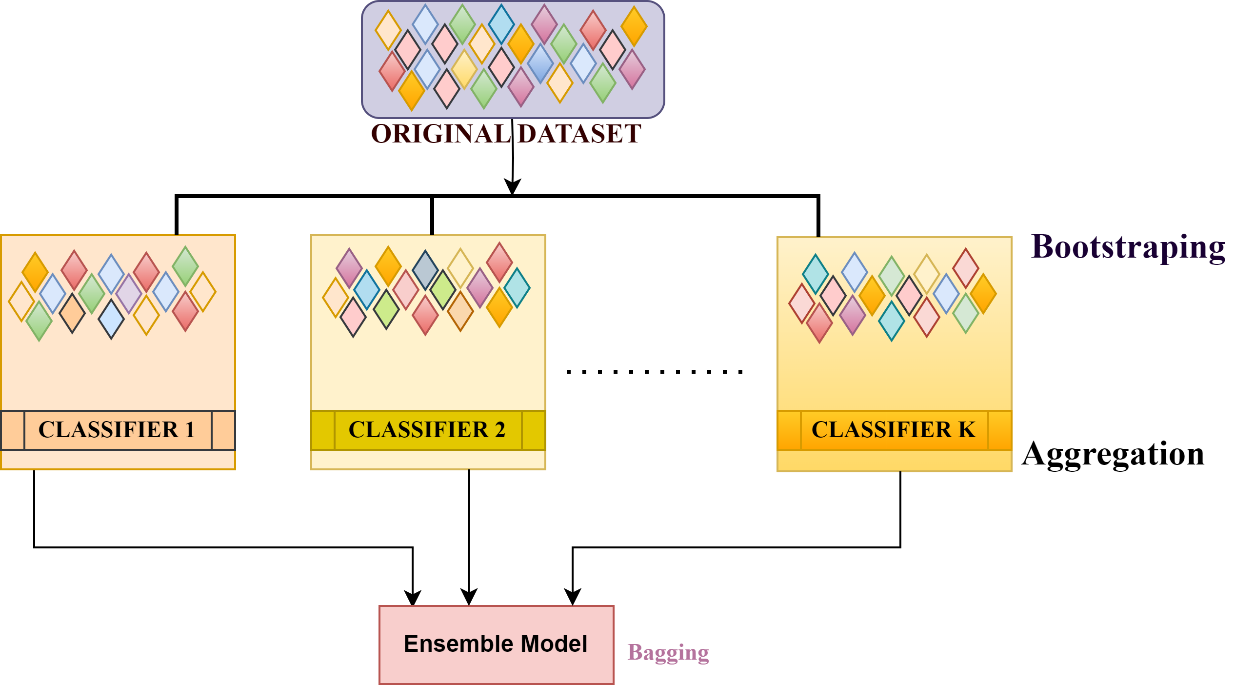 ORIGINAL DATASET
Bootstraping
CLASSIFIER 1
CLASSIFIER 2
CLASSIFIER K
Aggregation
Ensemble Model
Bagging